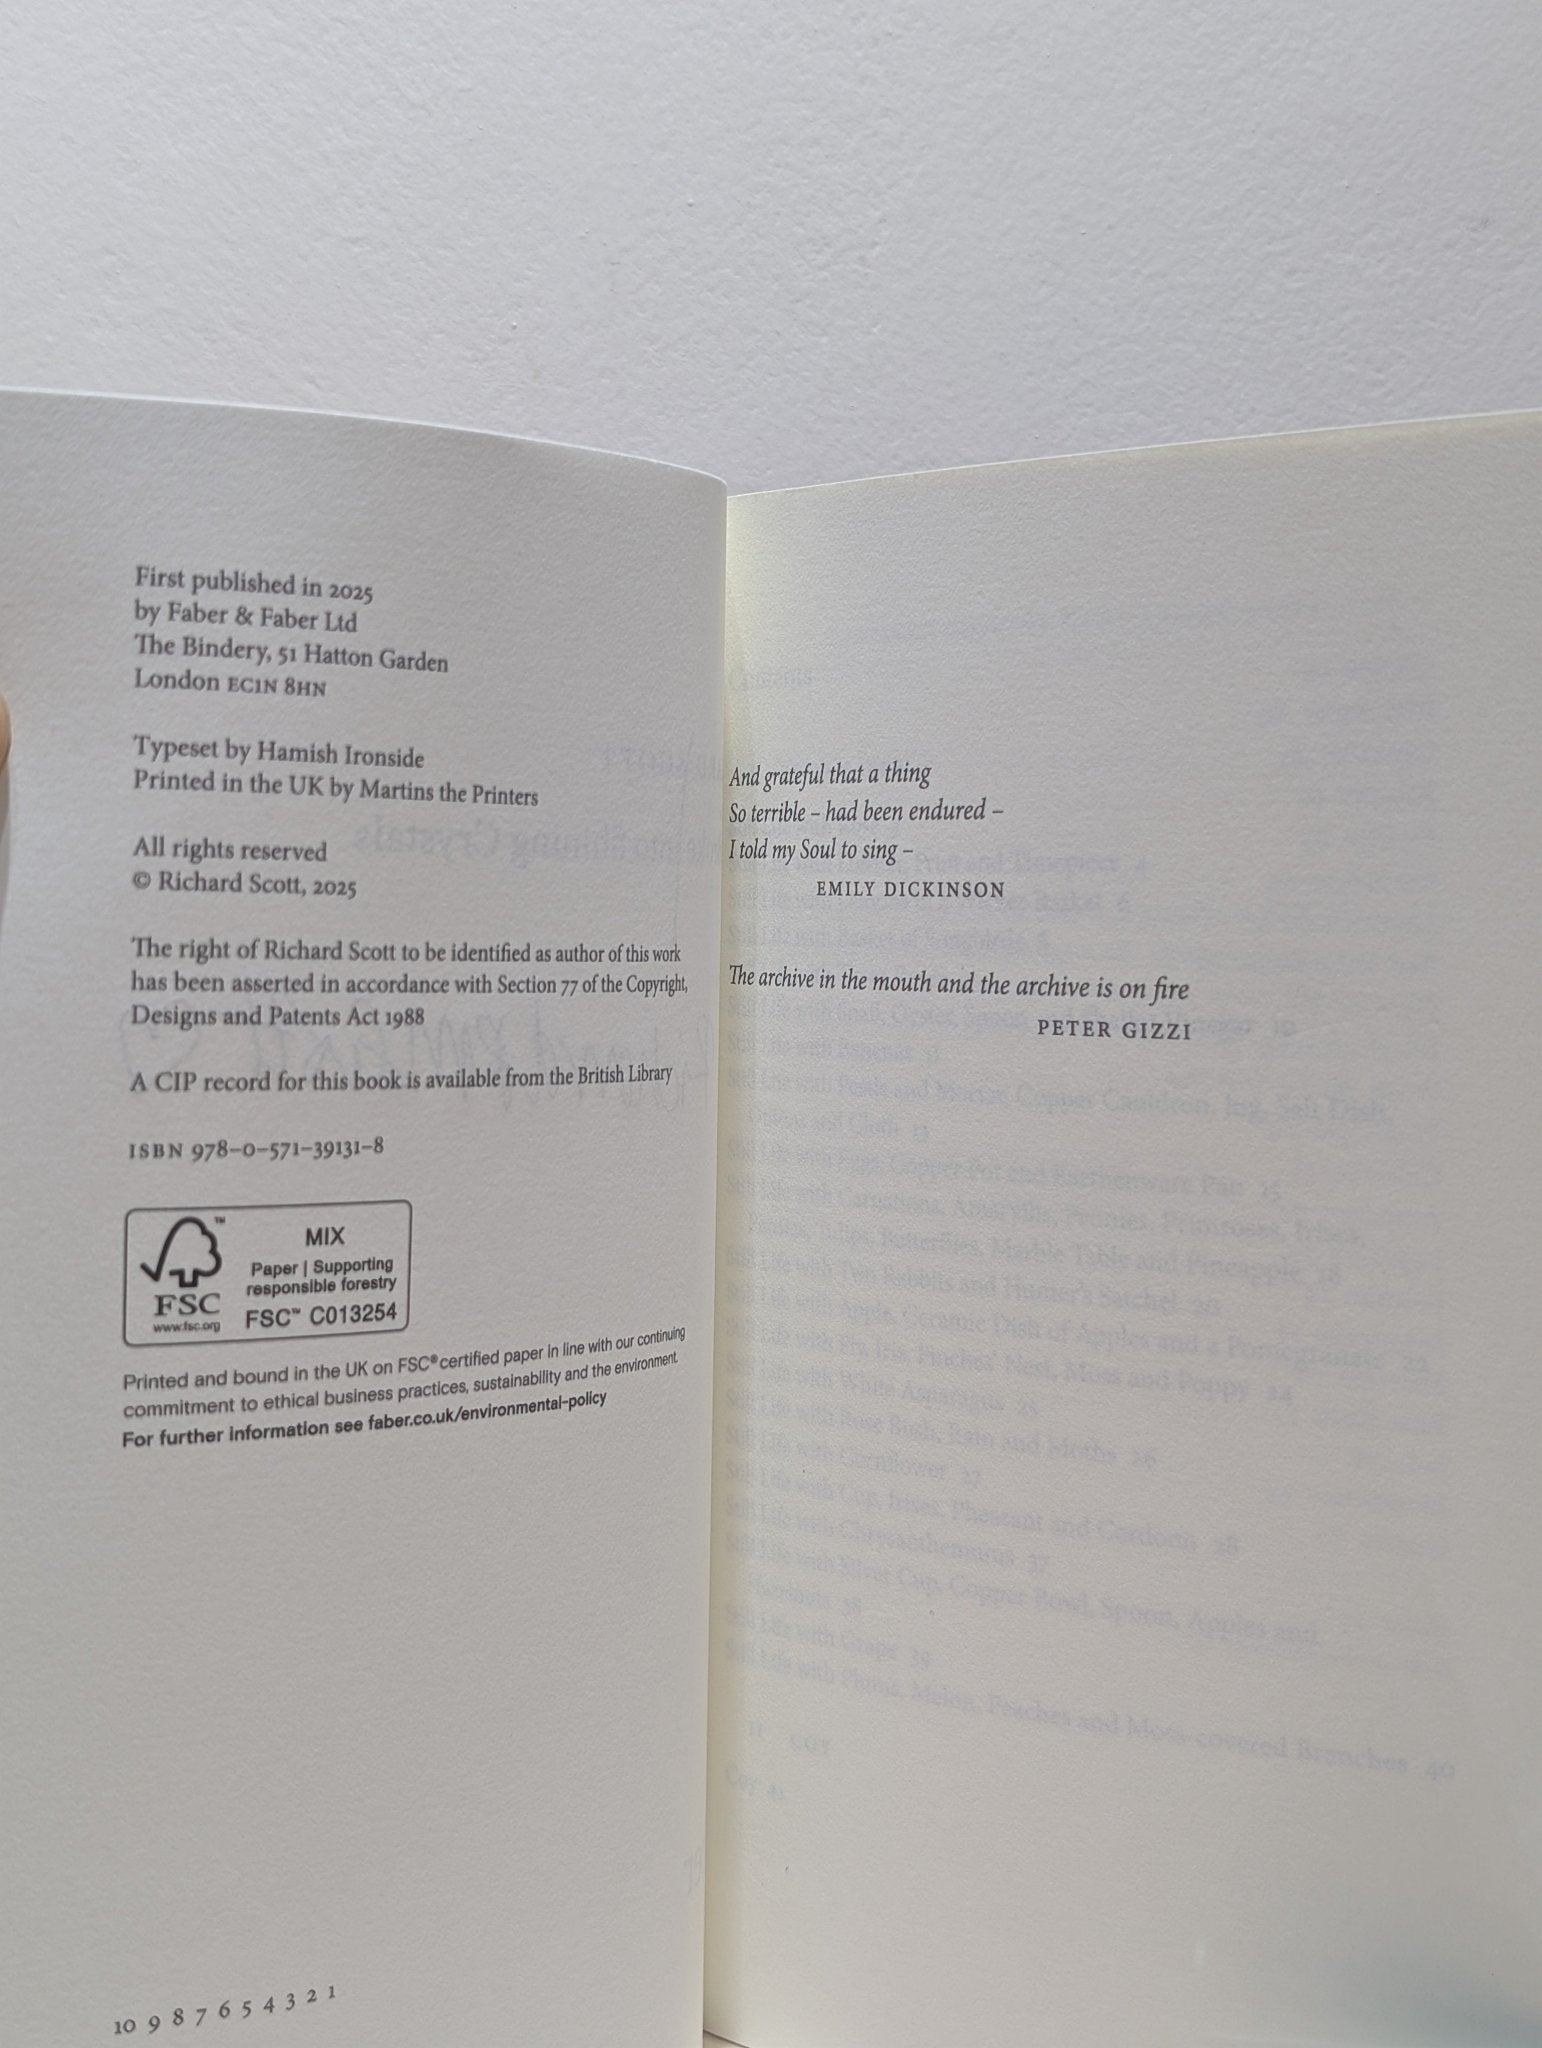 First published in 2025
by Faber & Faber Ltd
The Bindery, 51 Hatton Garden
London EC1N 8HN
Typeset by Hamish Ironside
Printed in the UK by Martins the Printers
All rights reserved
© Richard Scott, 2025
The right of Richard Scott to be identified as author of this work
has been asserted in accordance with Section 77 of the Copyright,
Designs and Patents Act 1988
A CIP record for this book is available from the British Library
ISBN 978–0–571–39131–8
FSC™
www.fsc.org
MIX
Paper | Supporting
responsible forestry
FSC™ C013254
Printed and bound in the UK on FSC® certified paper in line with our continuing
commitment to ethical business practices, sustainability and the environment.
For further information see faber.co.uk/environmental-policy
10 9 8 7 6 5 4 3 2 1
And grateful that a thing
So terrible – had been endured –
I told my Soul to sing –
EMILY DICKINSON
The archive in the mouth and the archive is on fire
PETER GIZZI